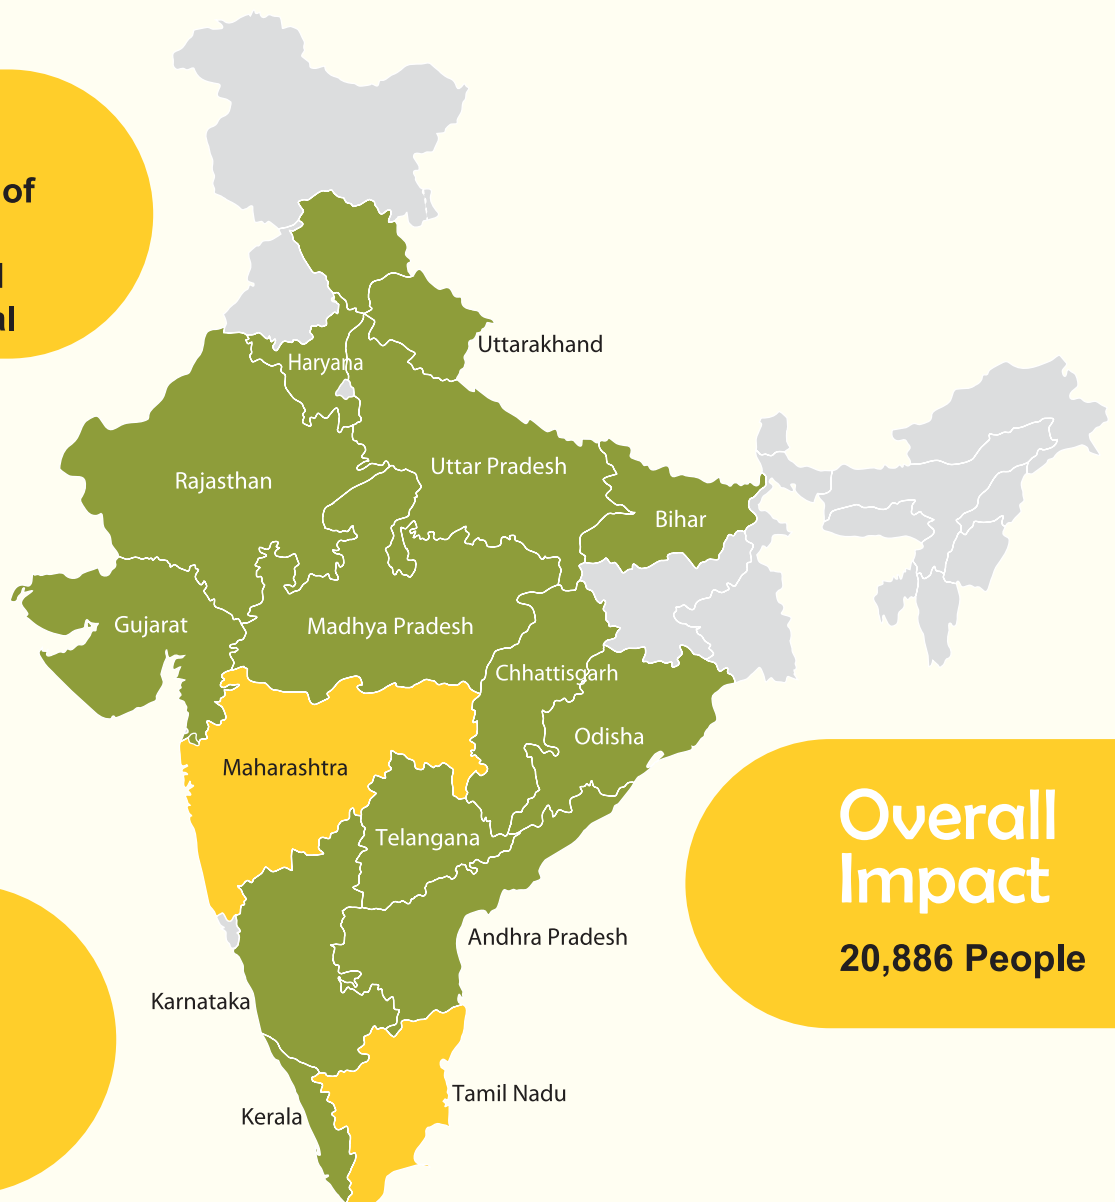 of
al
Uttarakhand
Haryana
Uttar Pradesh
Rajasthan
Bihar
Gujarat
Madhya Pradesh
Chhattisgarh
Odisha
Maharashtra
Telangana
Overall
Impact
20,886 People
Andhra Pradesh
Karnataka
Tamil Nadu
Kerala